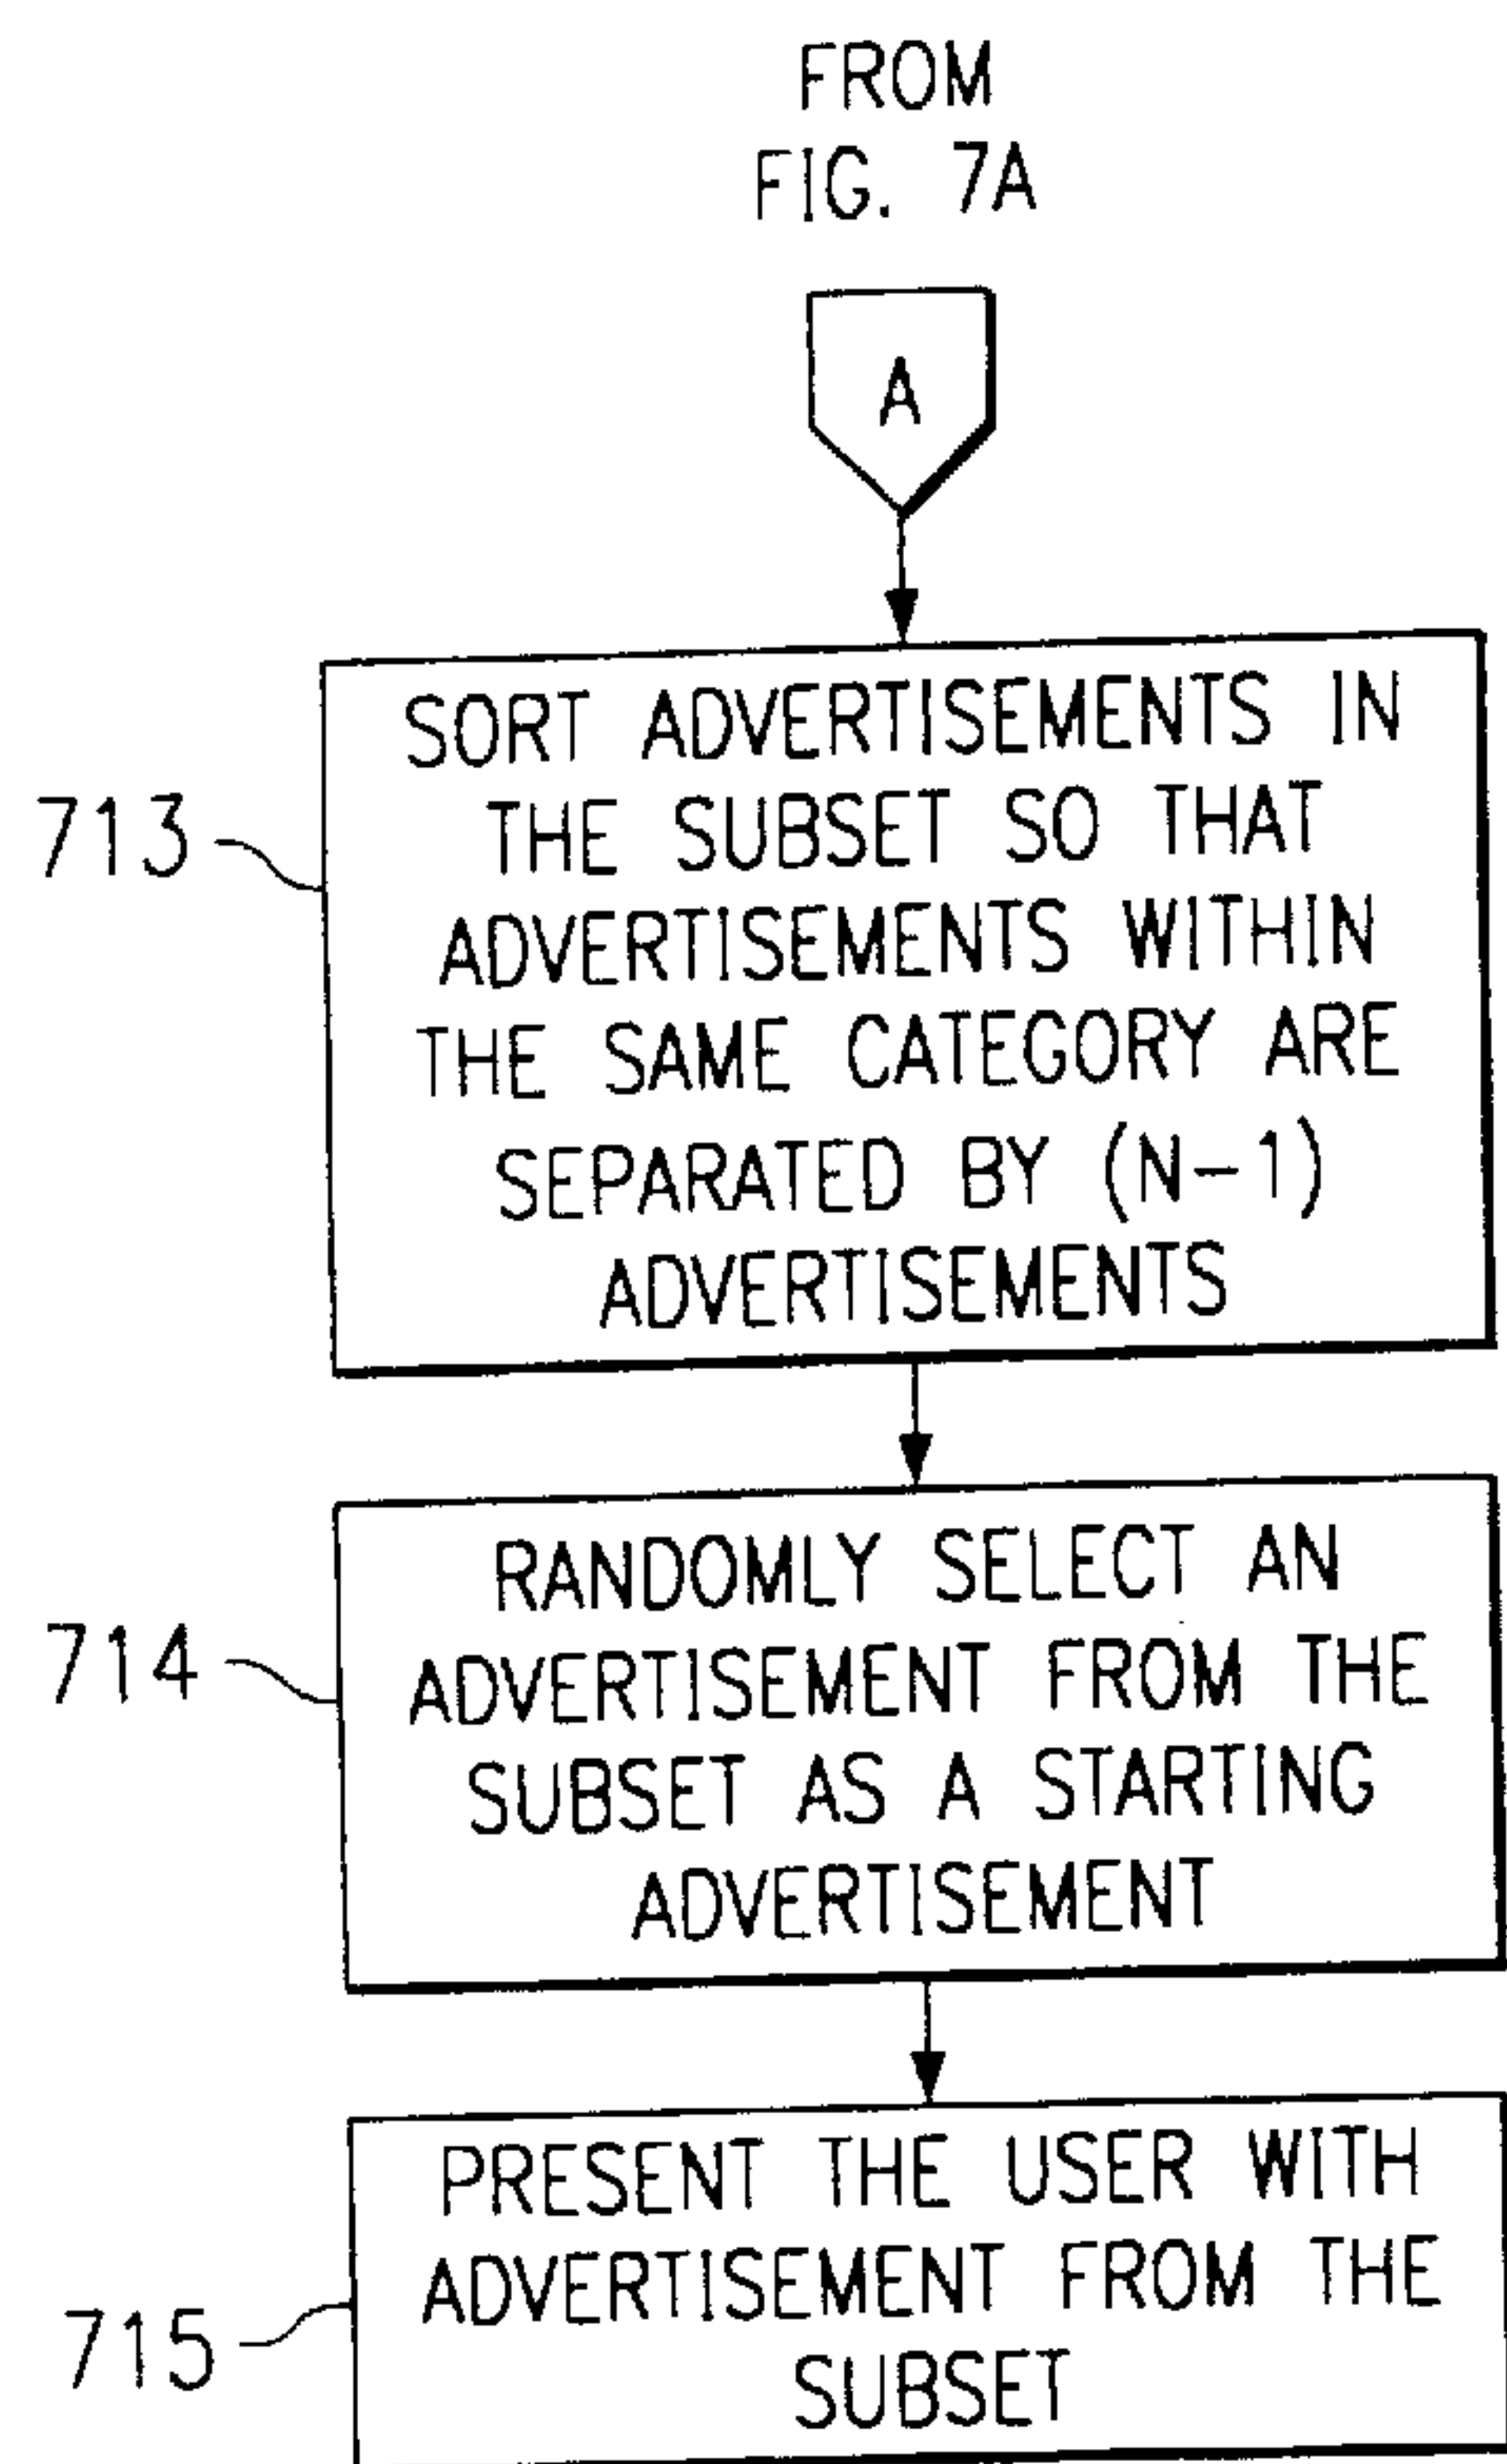 FROM
FIG. 7A
A
713
SORT ADVERTISEMENTS IN
THE SUBSET SO THAT
ADVERTISEMENTS WITHIN
THE SAME CATEGORY ARE
SEPARATED BY (N-1)
ADVERTISEMENTS
714
RANDOMLY SELECT AN
ADVERTISEMENT FROM THE
SUBSET AS A STARTING
ADVERTISEMENT
715
PRESENT THE USER WITH
ADVERTISEMENT FROM THE
SUBSET